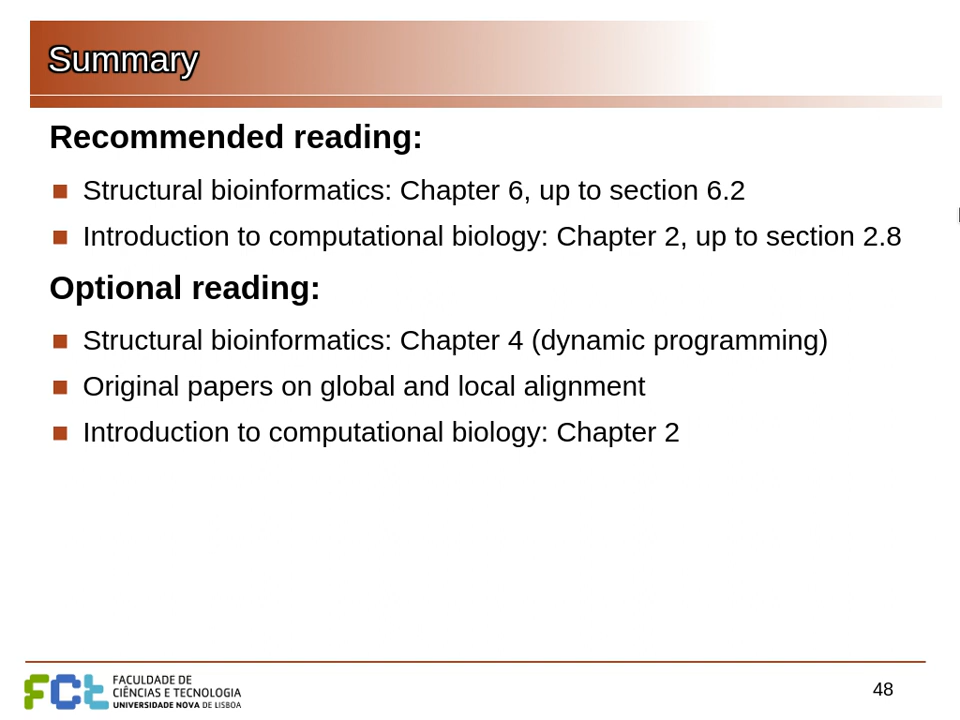 Summary
Recommended reading:
Structural bioinformatics: Chapter 6, up to section 6.2
Introduction to computational biology: Chapter 2, up to section 2.8
Optional reading:
Structural bioinformatics: Chapter 4 (dynamic programming)
Original papers on global and local alignment
Introduction to computational biology: Chapter 2
FCt
FACULDADE DE
CIÊNCIAS E TECNOLOGIA
UNIVERSIDADE NOVA DE LISBOA
48